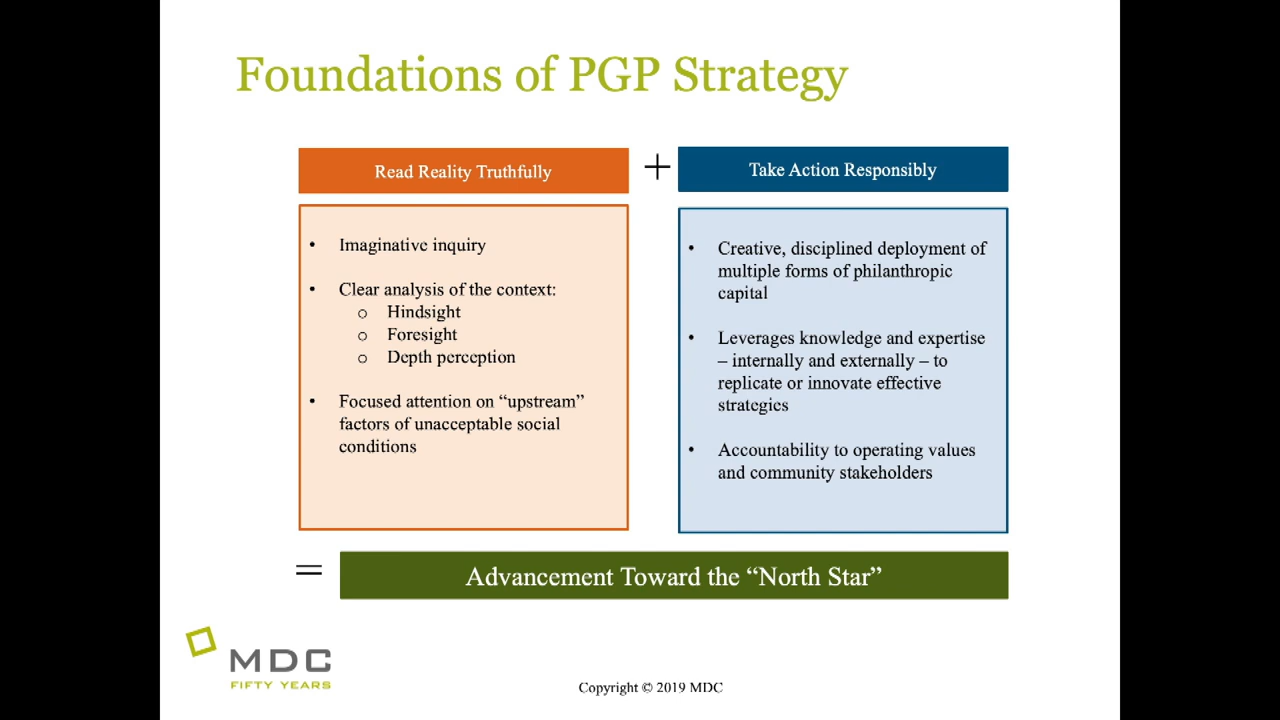 Foundations of PGP Strategy
Read Reality Truthfully
+
Take Action Responsibly
• Imaginative inquiry
• Clear analysis of the context:
o Hindsight
o Foresight
o Depth perception
• Focused attention on “upstream”
factors of unacceptable social
conditions
• Creative, disciplined deployment of
multiple forms of philanthropic
capital
• Leverages knowledge and expertise
– internally and externally – to
replicate or innovate effective
strategies
• Accountability to operating values
and community stakeholders
=
Advancement Toward the “North Star”
MDC
FIFTY YEARS
Copyright © 2019 MDC